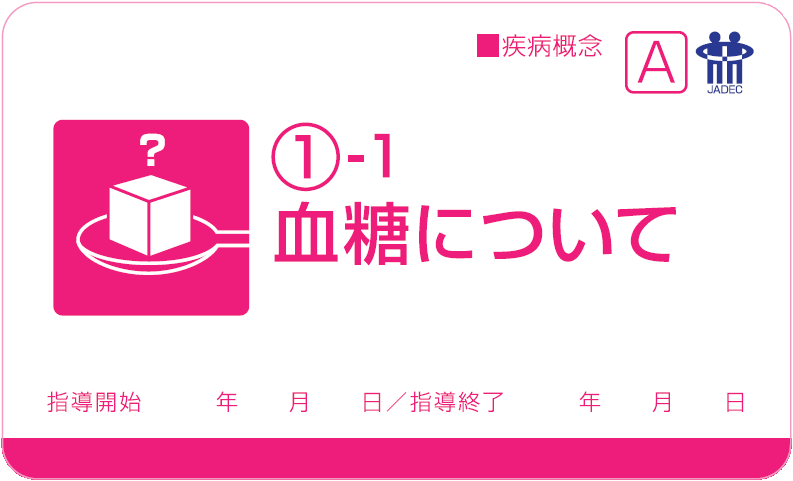 ■疾病概念
A
JADEC
?
①-1
血糖について
指導開始　　年　　月　　日／指導終了　　年　　月　　日